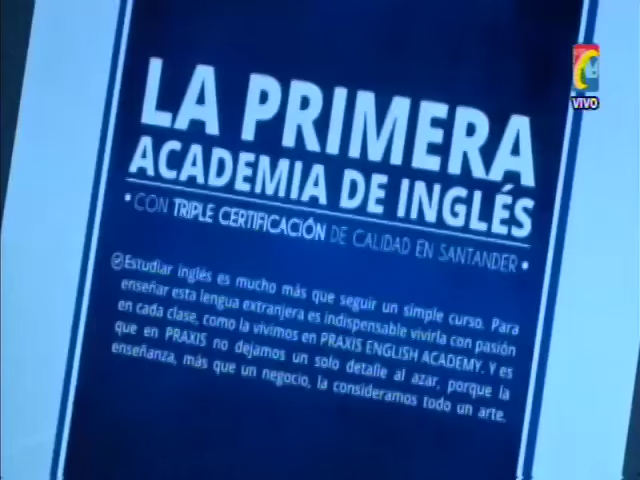 LA PRIMERA
ACADEMIA DE INGLÉS
• CON TRIPLE CERTIFICACIÓN DE CALIDAD EN SANTANDER •
Estudiar inglés es mucho más que seguir un simple curso. Para
enseñar esta lengua extranjera es indispensable vivirla con pasión
en cada clase, como la vivimos en PRAXIS ENGLISH ACADEMY. Y es
que en PRAXIS no dejamos un solo detalle al azar, porque la
enseñanza, más que un negocio, la consideramos todo un arte.
VIVO